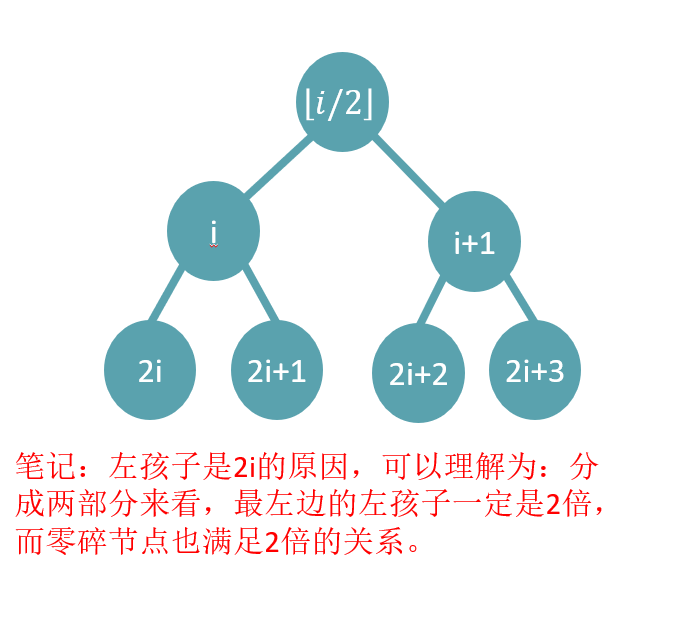 ⌊i/2⌋
i
i+1
2i
2i+1
2i+2
2i+3
笔记：左孩子是2i的原因，可以理解为：分
成两部分来看，最左边的左孩子一定是2倍，
而零碎节点也满足2倍的关系。